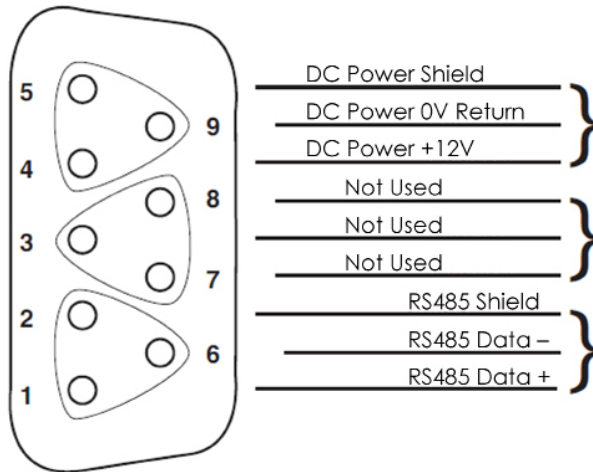 5 DC Power Shield
9 DC Power 0V Return
4 DC Power +12V
8 Not Used
3 Not Used
7 Not Used
2 RS485 Shield
6 RS485 Data –
1 RS485 Data +